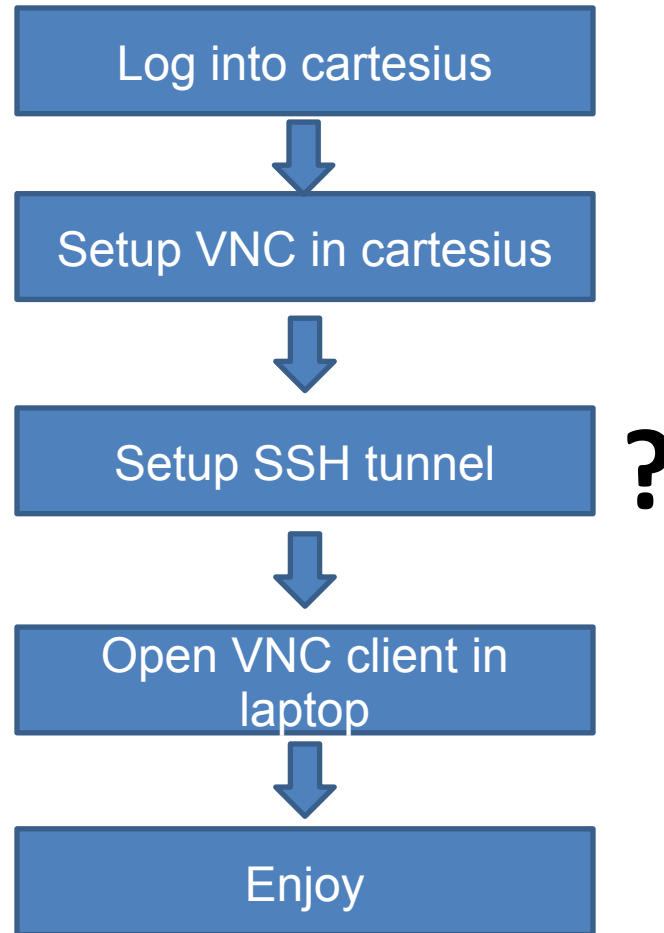 Log into cartesius
Setup VNC in cartesius
Setup SSH tunnel
?
Open VNC client in
laptop
Enjoy